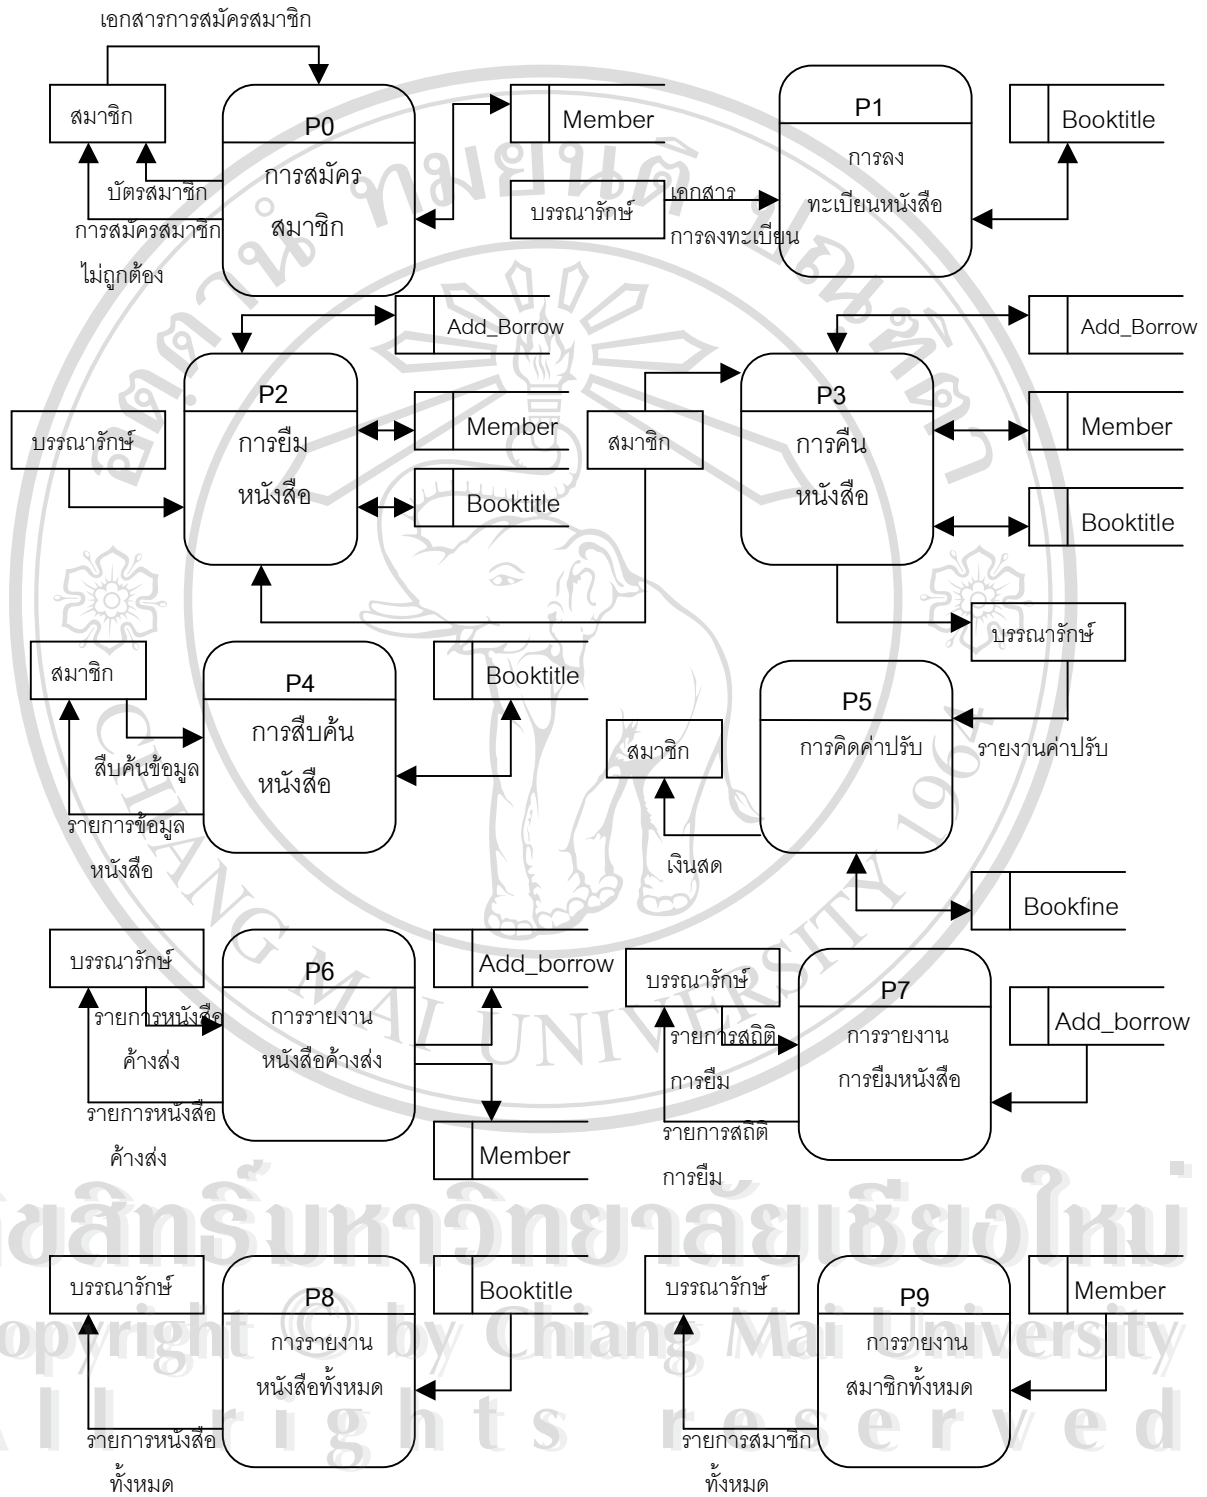 เอกสารการสมัครสมาชิก
สมาชิก
P0
การสมัคร
สมาชิก
Member
บัตรสมาชิก
การสมัครสมาชิก
ไม่ถูกต้อง
P1
การลง
ทะเบียนหนังสือ
Booktitle
บรรณารักษ์
เอกสาร
การลงทะเบียน
Add_Borrow
P2
การยืม
หนังสือ
บรรณารักษ์
Member
Booktitle
สมาชิก
Add_Borrow
P3
การคืน
หนังสือ
Member
Booktitle
บรรณารักษ์
สมาชิก
P4
การสืบค้น
หนังสือ
Booktitle
สืบค้นข้อมูล
รายการข้อมูล
หนังสือ
P5
การคิดค่าปรับ
สมาชิก
รายงานค่าปรับ
เงินสด
Bookfine
บรรณารักษ์
P6
การรายงาน
หนังสือค้างส่ง
Add_borrow
รายการหนังสือ
ค้างส่ง
รายการหนังสือ
ค้างส่ง
Member
บรรณารักษ์
P7
การรายงาน
การยืมหนังสือ
Add_borrow
รายการสถิติ
การยืม
รายการสถิติ
การยืม
บรรณารักษ์
P8
การรายงาน
หนังสือทั้งหมด
Booktitle
รายการหนังสือ
ทั้งหมด
บรรณารักษ์
P9
การรายงาน
สมาชิกทั้งหมด
Member
รายการสมาชิก
ทั้งหมด
CHIANG MAI UNIVERSITY 1964
มหาวิทยาลัยเชียงใหม่
by Chiang Mai University
rights reserved